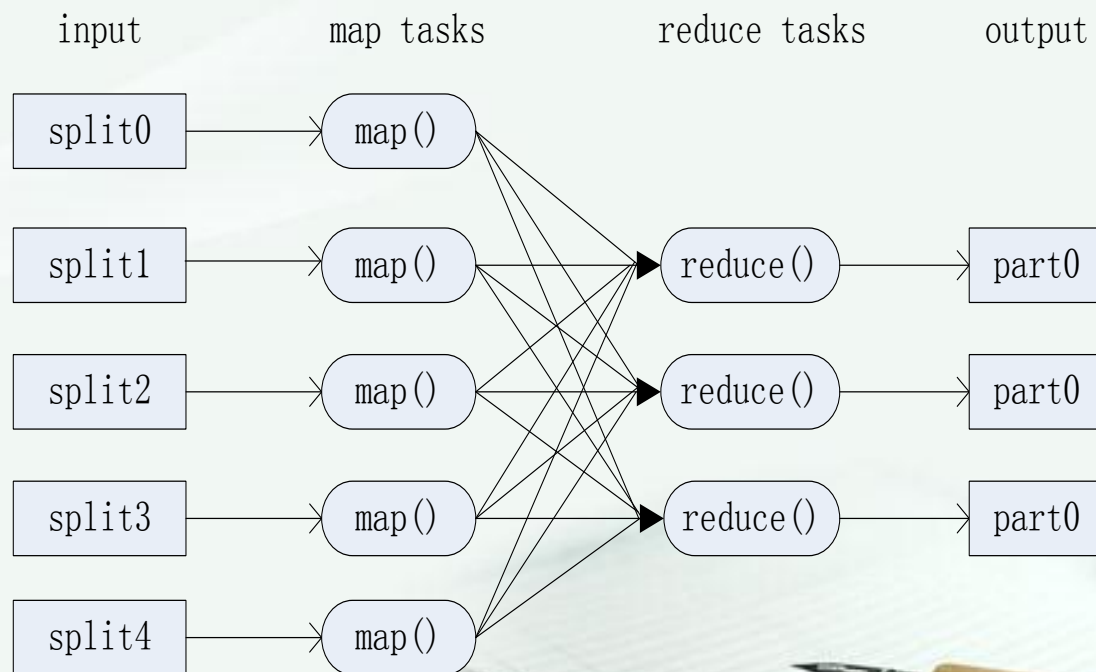 input map tasks reduce tasks output
split0 map()
split1 map() reduce() part0
split2 map() reduce() part0
split3 map() reduce() part0
split4 map()